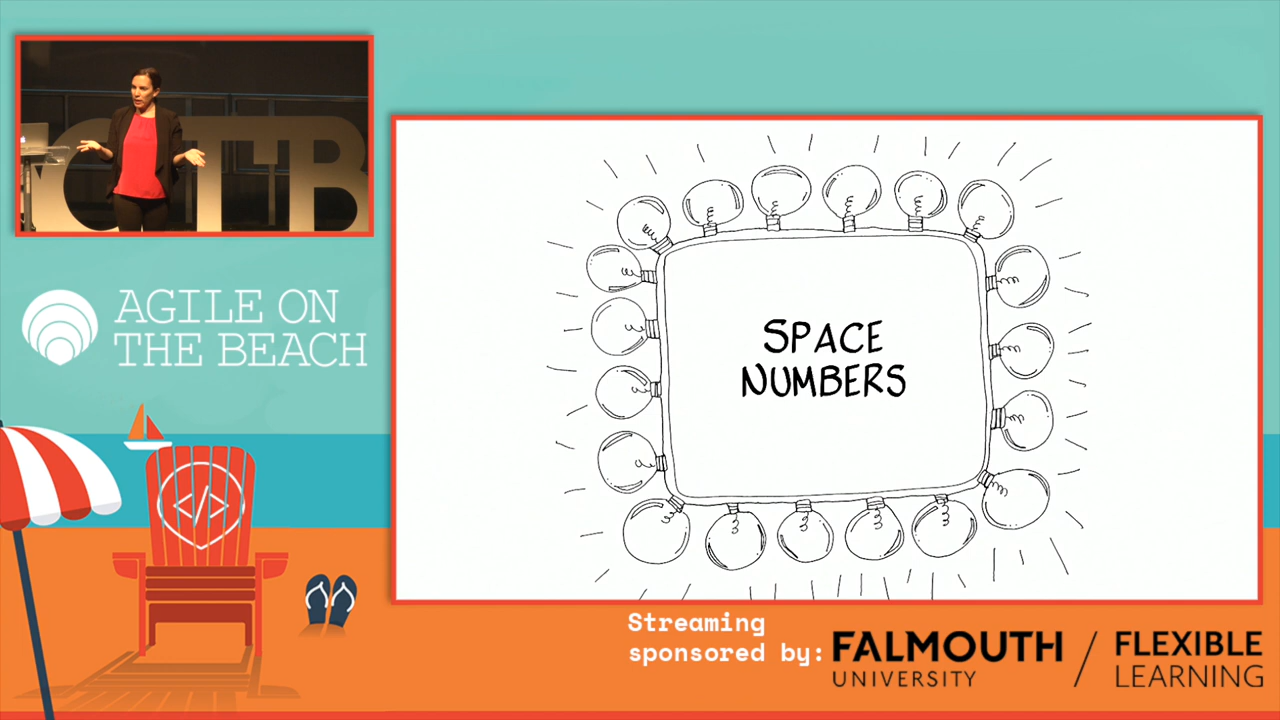 AGILE ON
THE BEACH
</>
SPACE
NUMBERS
Streaming
sponsored by:
FALMOUTH
UNIVERSITY
/
FLEXIBLE
LEARNING